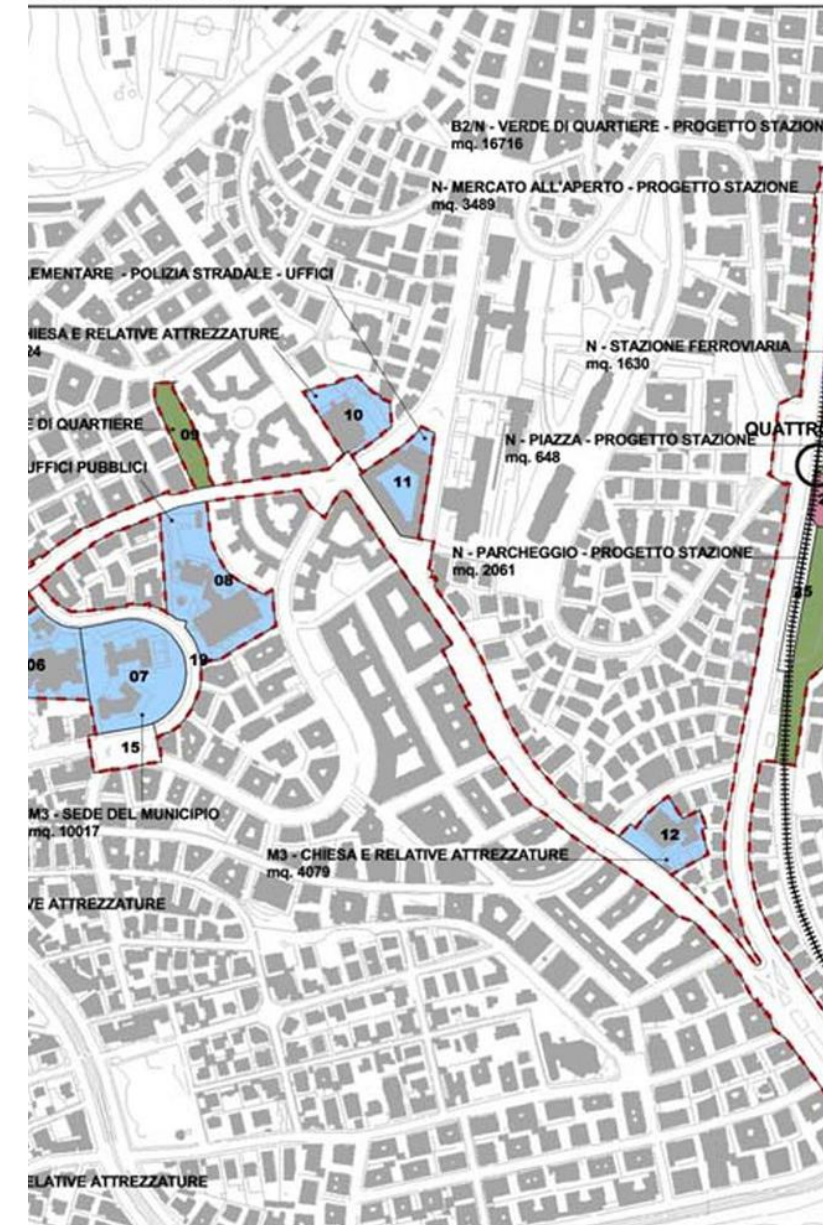 B2/N - VERDE DI QUARTIERE - PROGETTO STAZION
mq. 16716
N- MERCATO ALL'APERTO - PROGETTO STAZIONE
mq. 3489
LEMENTARE - POLIZIA STRADALE - UFFICI
HIESA E RELATIVE ATTREZZATURE
24
N - STAZIONE FERROVIARIA
mq. 1630
10
E DI QUARTIERE
09
QUATTR
N - PIAZZA - PROGETTO STAZIONE
mq. 648
UFFICI PUBBLICI
11
N - PARCHEGGIO - PROGETTO STAZIONE
mq. 2061
08
06
07
19
15
M3 - SEDE DEL MUNICIPIO
mq. 10017
12
M3 - CHIESA E RELATIVE ATTREZZATURE
mq. 4079
VE ATTREZZATURE
ELATIVE ATTREZZATURE